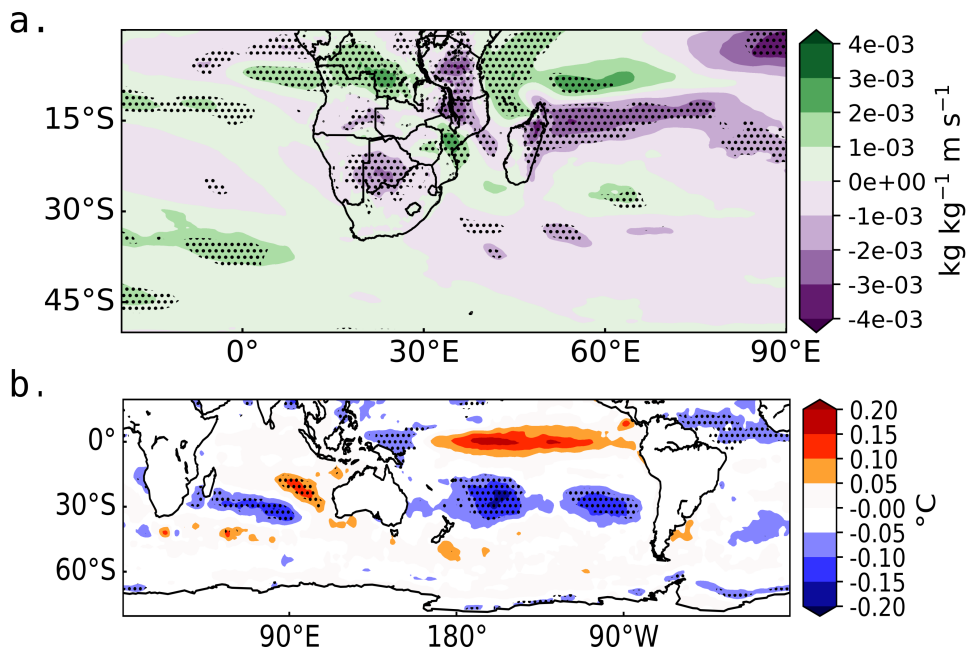 a.
15°S
30°S
45°S
0°
30°E
60°E
90°E
4e-03
3e-03
2e-03
1e-03
0e+00
-1e-03
-2e-03
-3e-03
-4e-03
kg kg⁻¹ m s⁻¹
b.
0°
30°S
60°S
90°E
180°
90°W
0.20
0.15
0.10
0.05
-0.00
-0.05
-0.10
-0.15
-0.20
°C